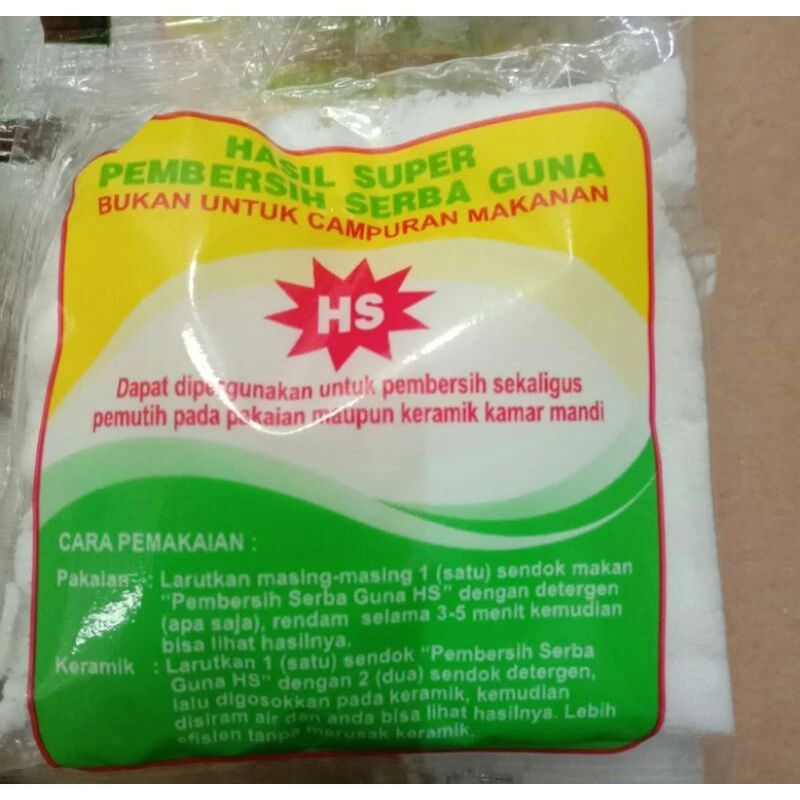 HASIL SUPER
PEMBERSIH SERBA GUNA
BUKAN UNTUK CAMPURAN MAKANAN
HS
Dapat dipergunakan untuk pembersih sekaligus
pemutih pada pakaian maupun keramik kamar mandi
CARA PEMAKAIAN :
Pakaian : Larutkan masing-masing 1 (satu) sendok makan
"Pembersih Serba Guna HS" dengan detergen
(apa saja), rendam selama 3-5 menit kemudian
bisa lihat hasilnya.
Keramik : Larutkan 1 (satu) sendok "Pembersih Serba
Guna HS" dengan 2 (dua) sendok detergen,
lalu digosokkan pada keramik, kemudian
disiram air dan anda bisa lihat hasilnya. Lebih
efisien tanpa merusak keramik.